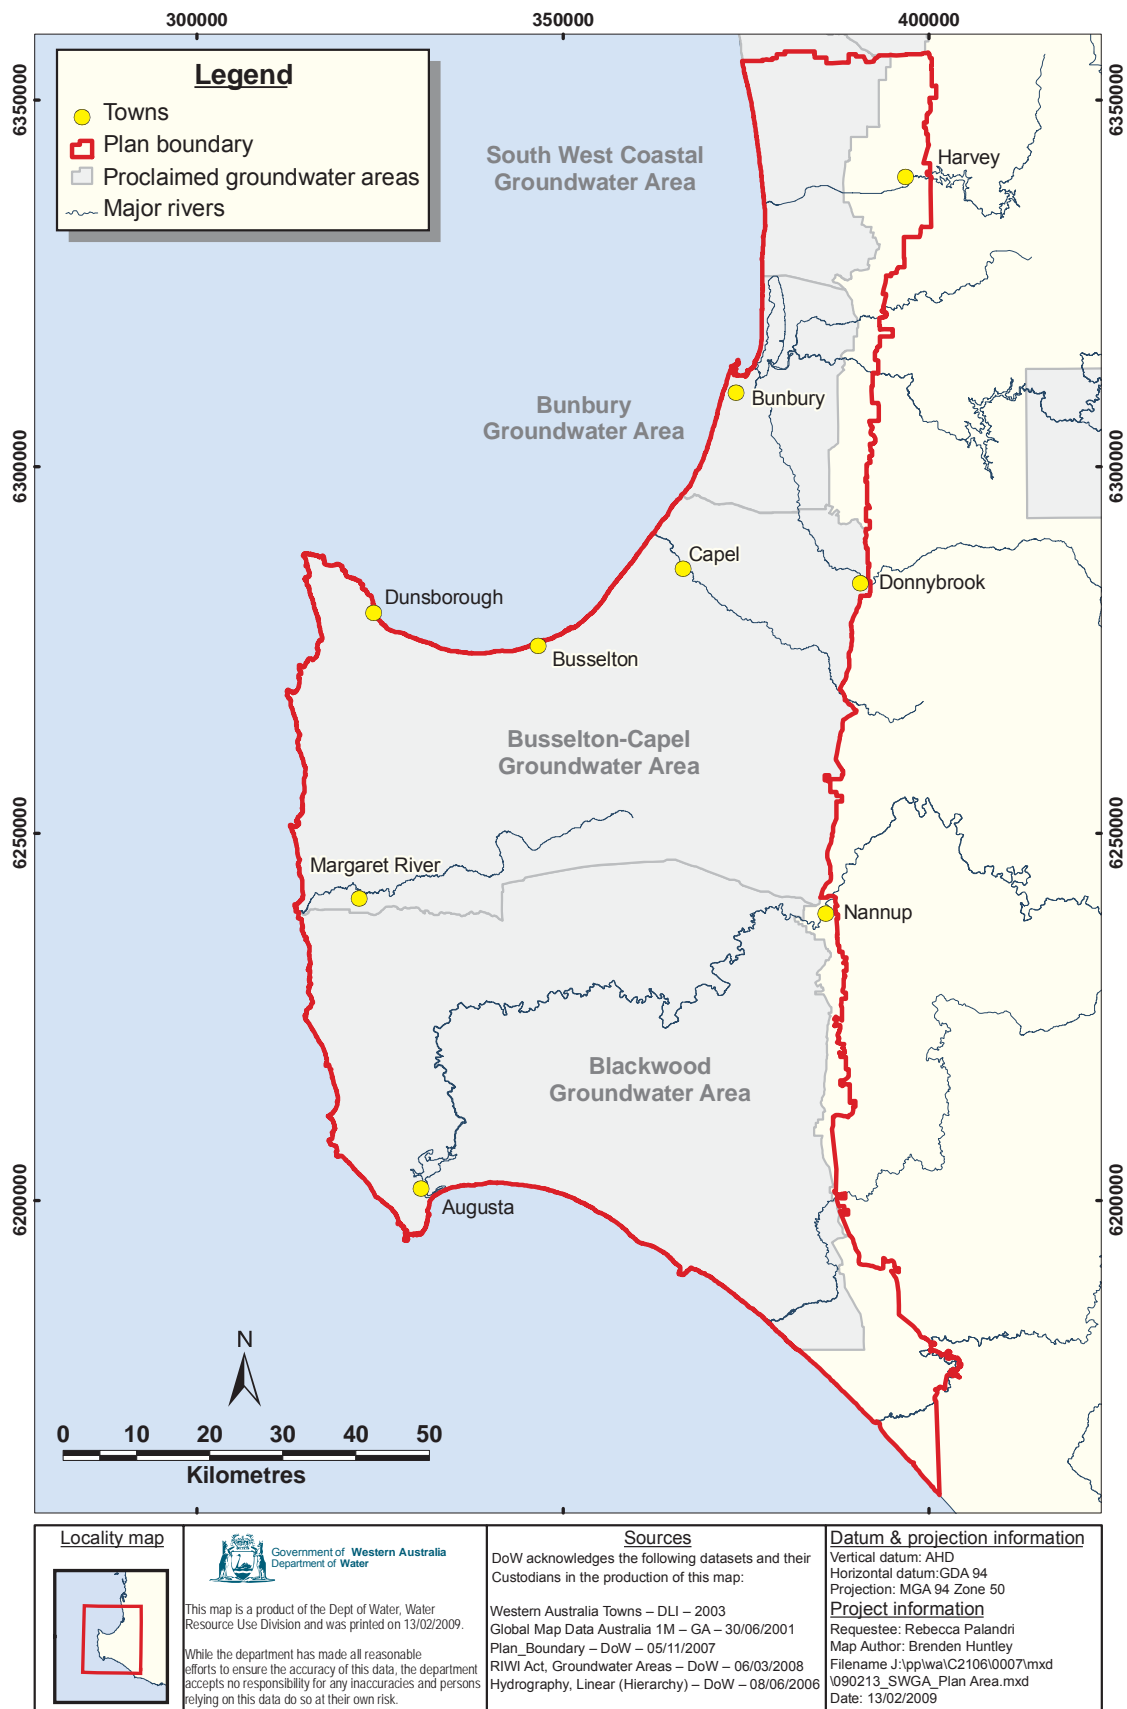 300000
350000
400000
6350000
6350000
Legend
Towns
Plan boundary
Proclaimed groundwater areas
Major rivers
South West Coastal
Groundwater Area
Harvey
Bunbury
Groundwater Area
Bunbury
6300000
6300000
Capel
Donnybrook
Dunsborough
Busselton
Busselton-Capel
Groundwater Area
6250000
6250000
Margaret River
Nannup
Blackwood
Groundwater Area
6200000
6200000
Augusta
N
0 10 20 30 40 50
Kilometres
Locality map
Government of Western Australia
Department of Water
This map is a product of the Dept of Water, Water
Resource Use Division and was printed on 13/02/2009.
While the department has made all reasonable
efforts to ensure the accuracy of this data, the department
accepts no responsibility for any inaccuracies and persons
relying on this data do so at their own risk.
Sources
DoW acknowledges the following datasets and their
Custodians in the production of this map:
Western Australia Towns – DLI – 2003
Global Map Data Australia 1M – GA – 30/06/2001
Plan_Boundary – DoW – 05/11/2007
RIWI Act, Groundwater Areas – DoW – 06/03/2008
Hydrography, Linear (Hierarchy) – DoW – 08/06/2006
Datum & projection information
Vertical datum: AHD
Horizontal datum:GDA 94
Projection: MGA 94 Zone 50
Project information
Requestee: Rebecca Palandri
Map Author: Brenden Huntley
Filename J:\pp\wa\C2106\0007\mxd
\090213_SWGA_Plan Area.mxd
Date: 13/02/2009